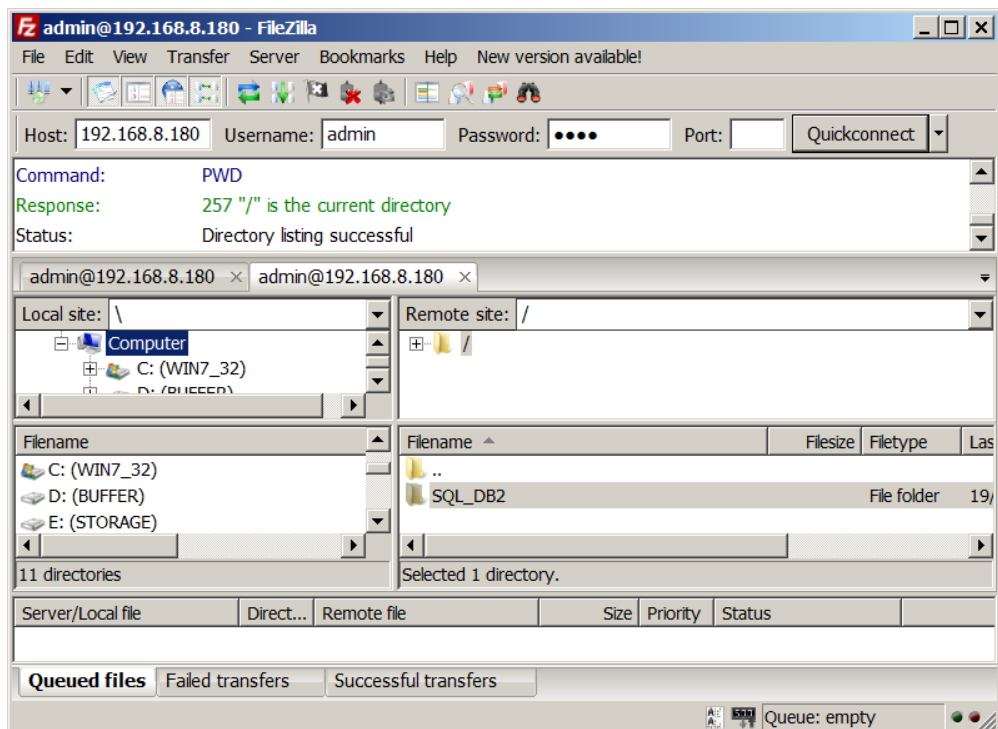 admin@192.168.8.180 - FileZilla
File Edit View Transfer Server Bookmarks Help New version available!
Host: 192.168.8.180 Username: admin Password: ●●●● Port: Quickconnect
Command: PWD
Response: 257 "/" is the current directory
Status: Directory listing successful
admin@192.168.8.180 × admin@192.168.8.180 ×
Local site: \ Remote site: /
Computer /
C: (WIN7_32)
D: (BUFFER)
Filename Filename Filesize Filetype Las
C: (WIN7_32) ..
D: (BUFFER) SQL_DB2 File folder 19/
E: (STORAGE)
11 directories Selected 1 directory.
Server/Local file Direct... Remote file Size Priority Status
Queued files Failed transfers Successful transfers
Queue: empty